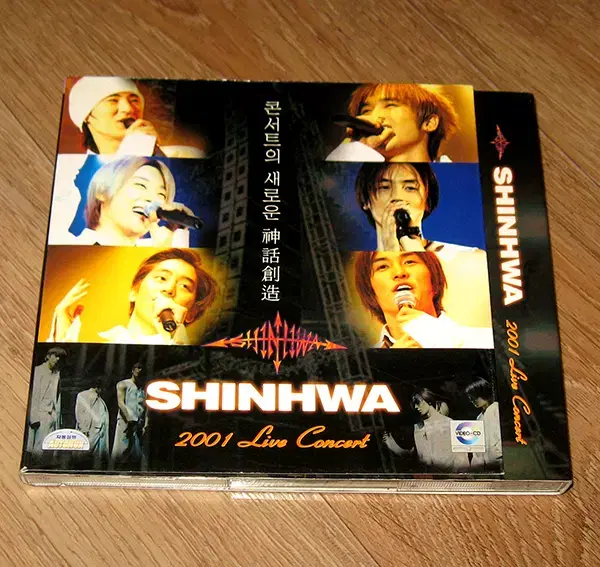 콘서트의 새로운 神話創造
SHINHWA
SHINHWA
2001 Live Concert
VIDEO CD
SHINHWA
2001 Live Concert